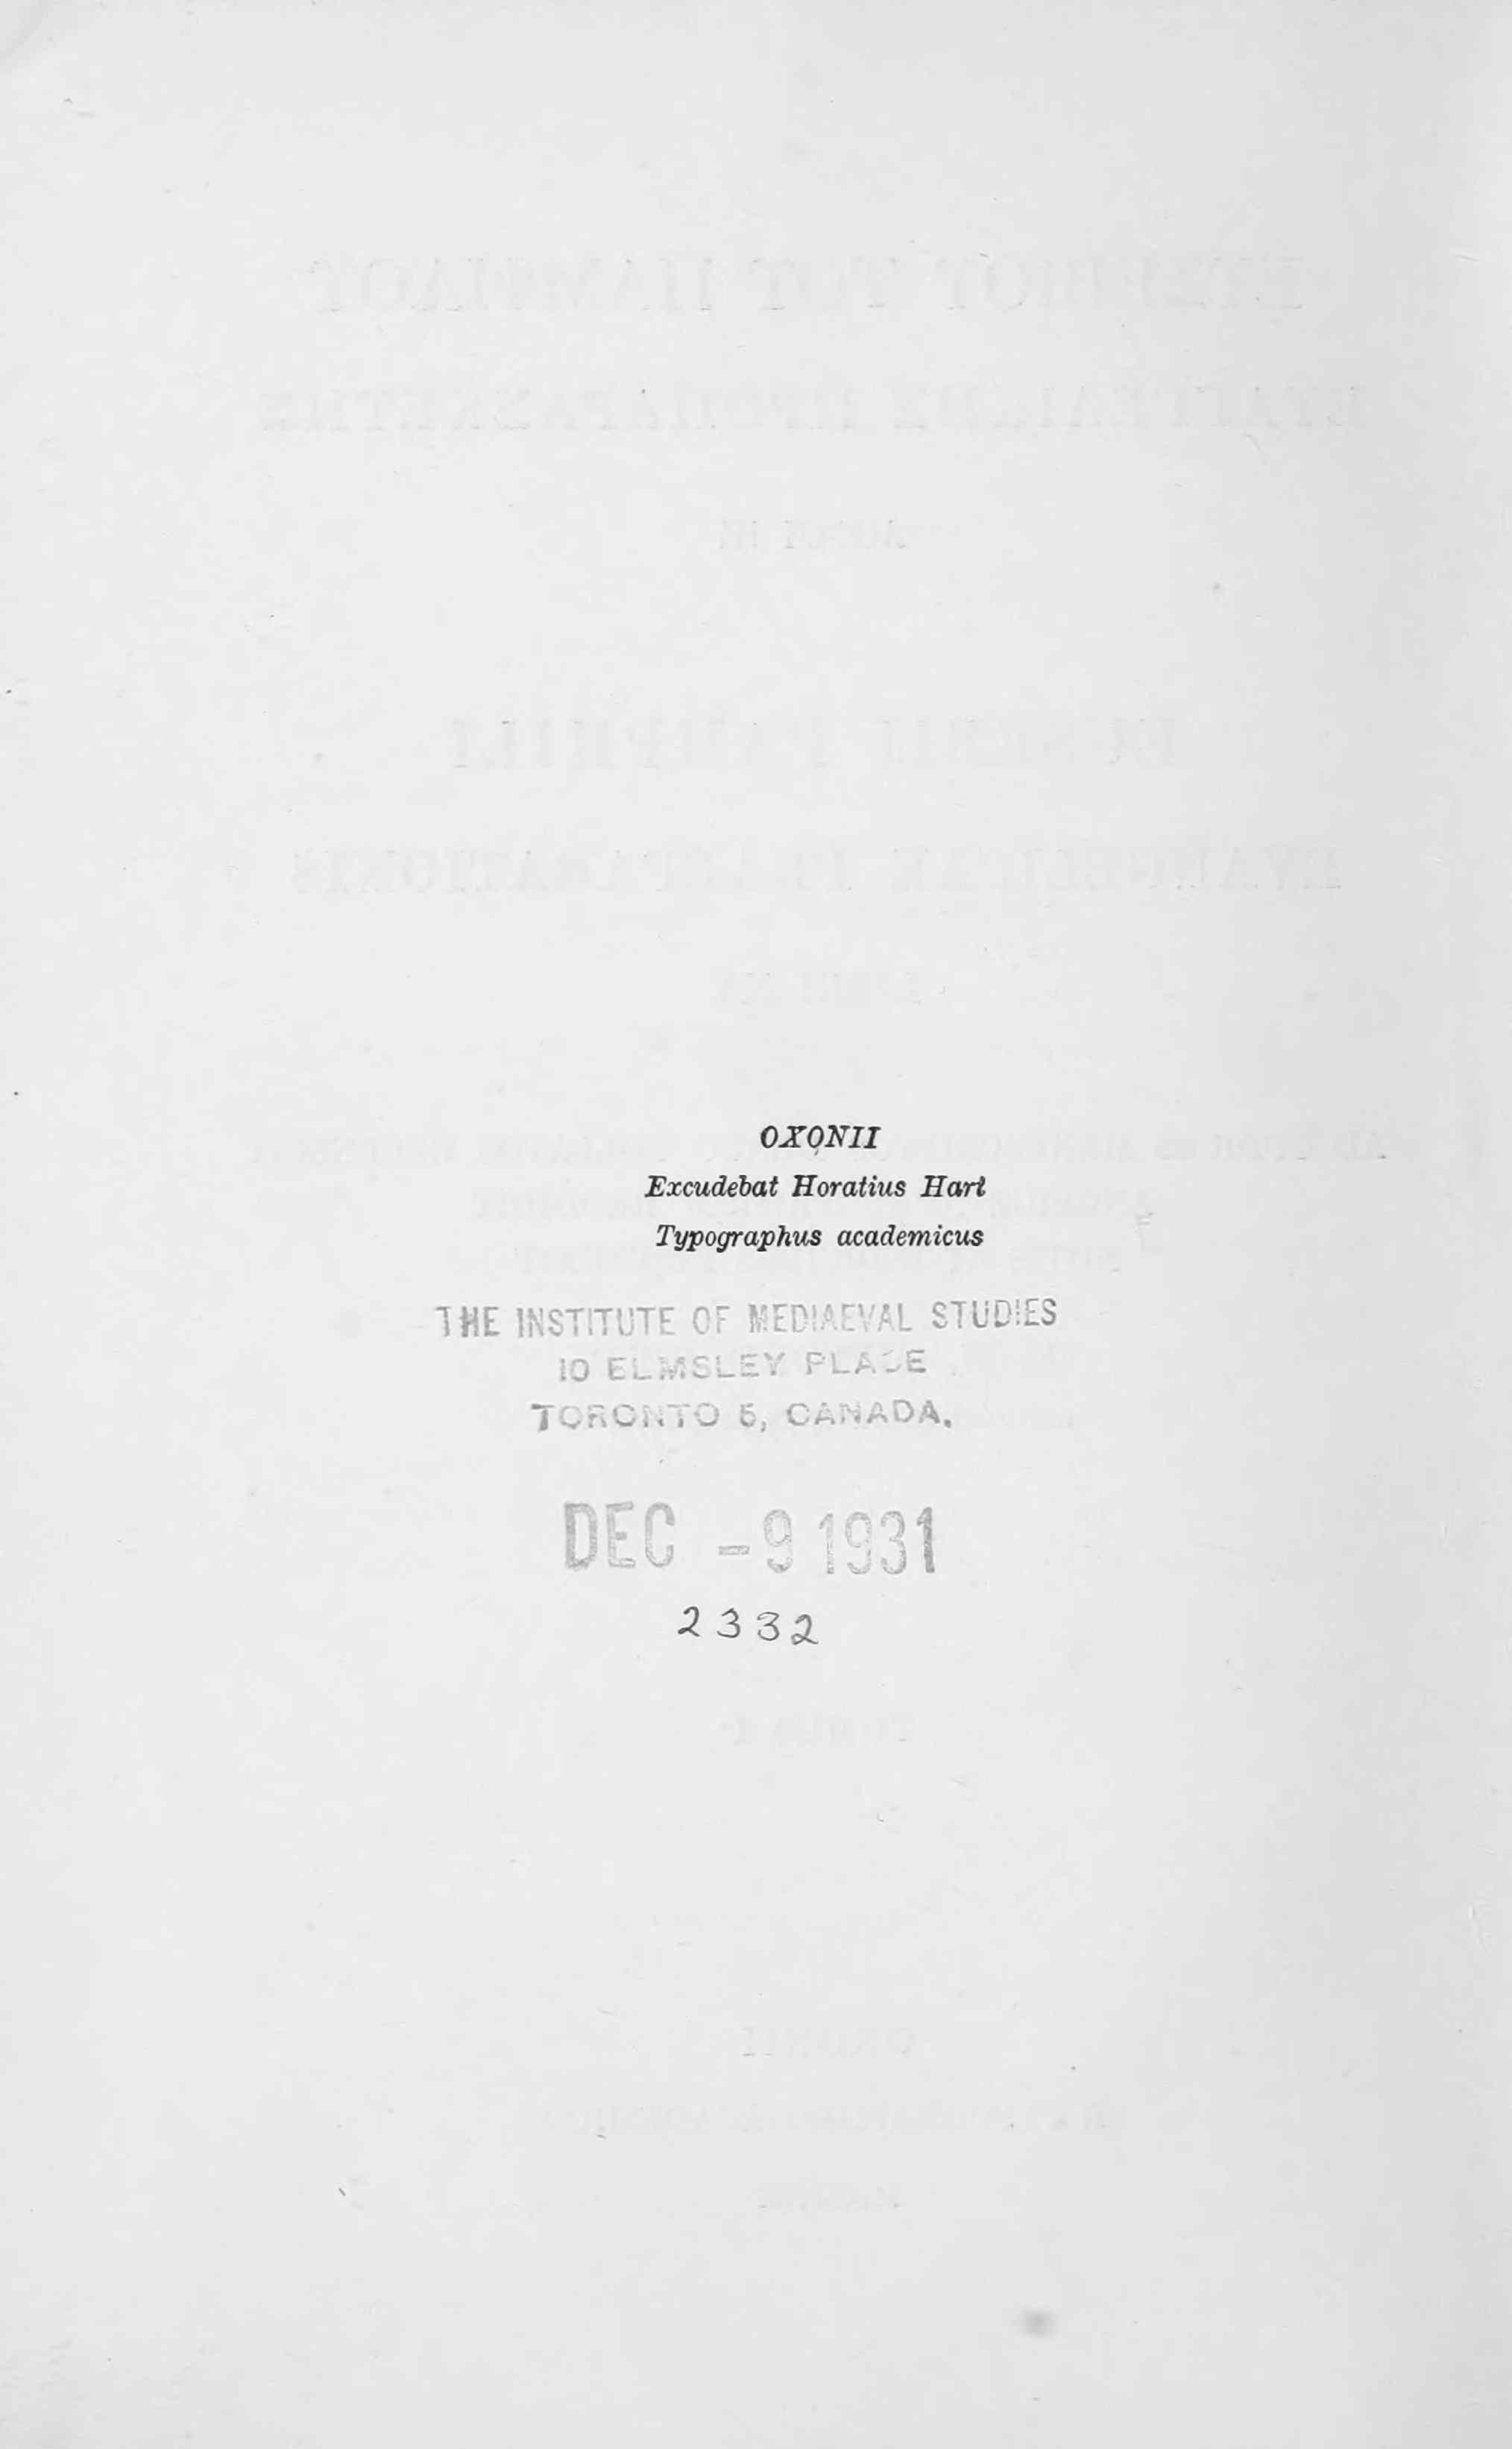 OXONII
Excudebat Horatius Hart
Typographus academicus
THE INSTITUTE OF MEDIAEVAL STUDIES
10 ELMSLEY PLACE
TORONTO 5, CANADA.
DEC -9 1931
2332